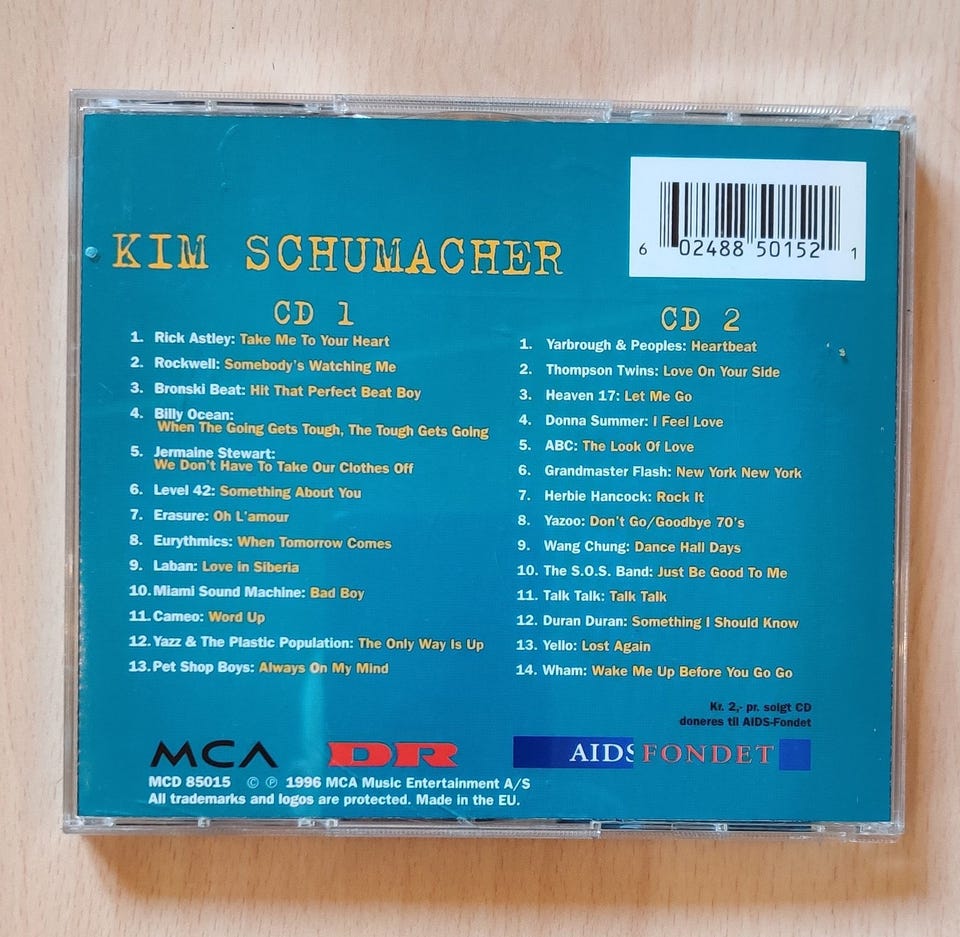 6 02488 50152 1
KIM SCHUMACHER
CD 1
1. Rick Astley: Take Me To Your Heart
2. Rockwell: Somebody's Watching Me
3. Bronski Beat: Hit That Perfect Beat Boy
4. Billy Ocean:
When The Going Gets Tough, The Tough Gets Going
5. Jermaine Stewart:
We Don't Have To Take Our Clothes Off
6. Level 42: Something About You
7. Erasure: Oh L'amour
8. Eurythmics: When Tomorrow Comes
9. Laban: Love in Siberia
10. Miami Sound Machine: Bad Boy
11. Cameo: Word Up
12. Yazz & The Plastic Population: The Only Way Is Up
13. Pet Shop Boys: Always On My Mind
CD 2
1. Yarbrough & Peoples: Heartbeat
2. Thompson Twins: Love On Your Side
3. Heaven 17: Let Me Go
4. Donna Summer: I Feel Love
5. ABC: The Look Of Love
6. Grandmaster Flash: New York New York
7. Herbie Hancock: Rock It
8. Yazoo: Don't Go/Goodbye 70's
9. Wang Chung: Dance Hall Days
10. The S.O.S. Band: Just Be Good To Me
11. Talk Talk: Talk Talk
12. Duran Duran: Something I Should Know
13. Yello: Lost Again
14. Wham: Wake Me Up Before You Go Go
Kr. 2,- pr. solgt CD
doneres til AIDS-Fondet
MCA DR AIDSFONDET
MCD 85015 © ℗ 1996 MCA Music Entertainment A/S
All trademarks and logos are protected. Made in the EU.